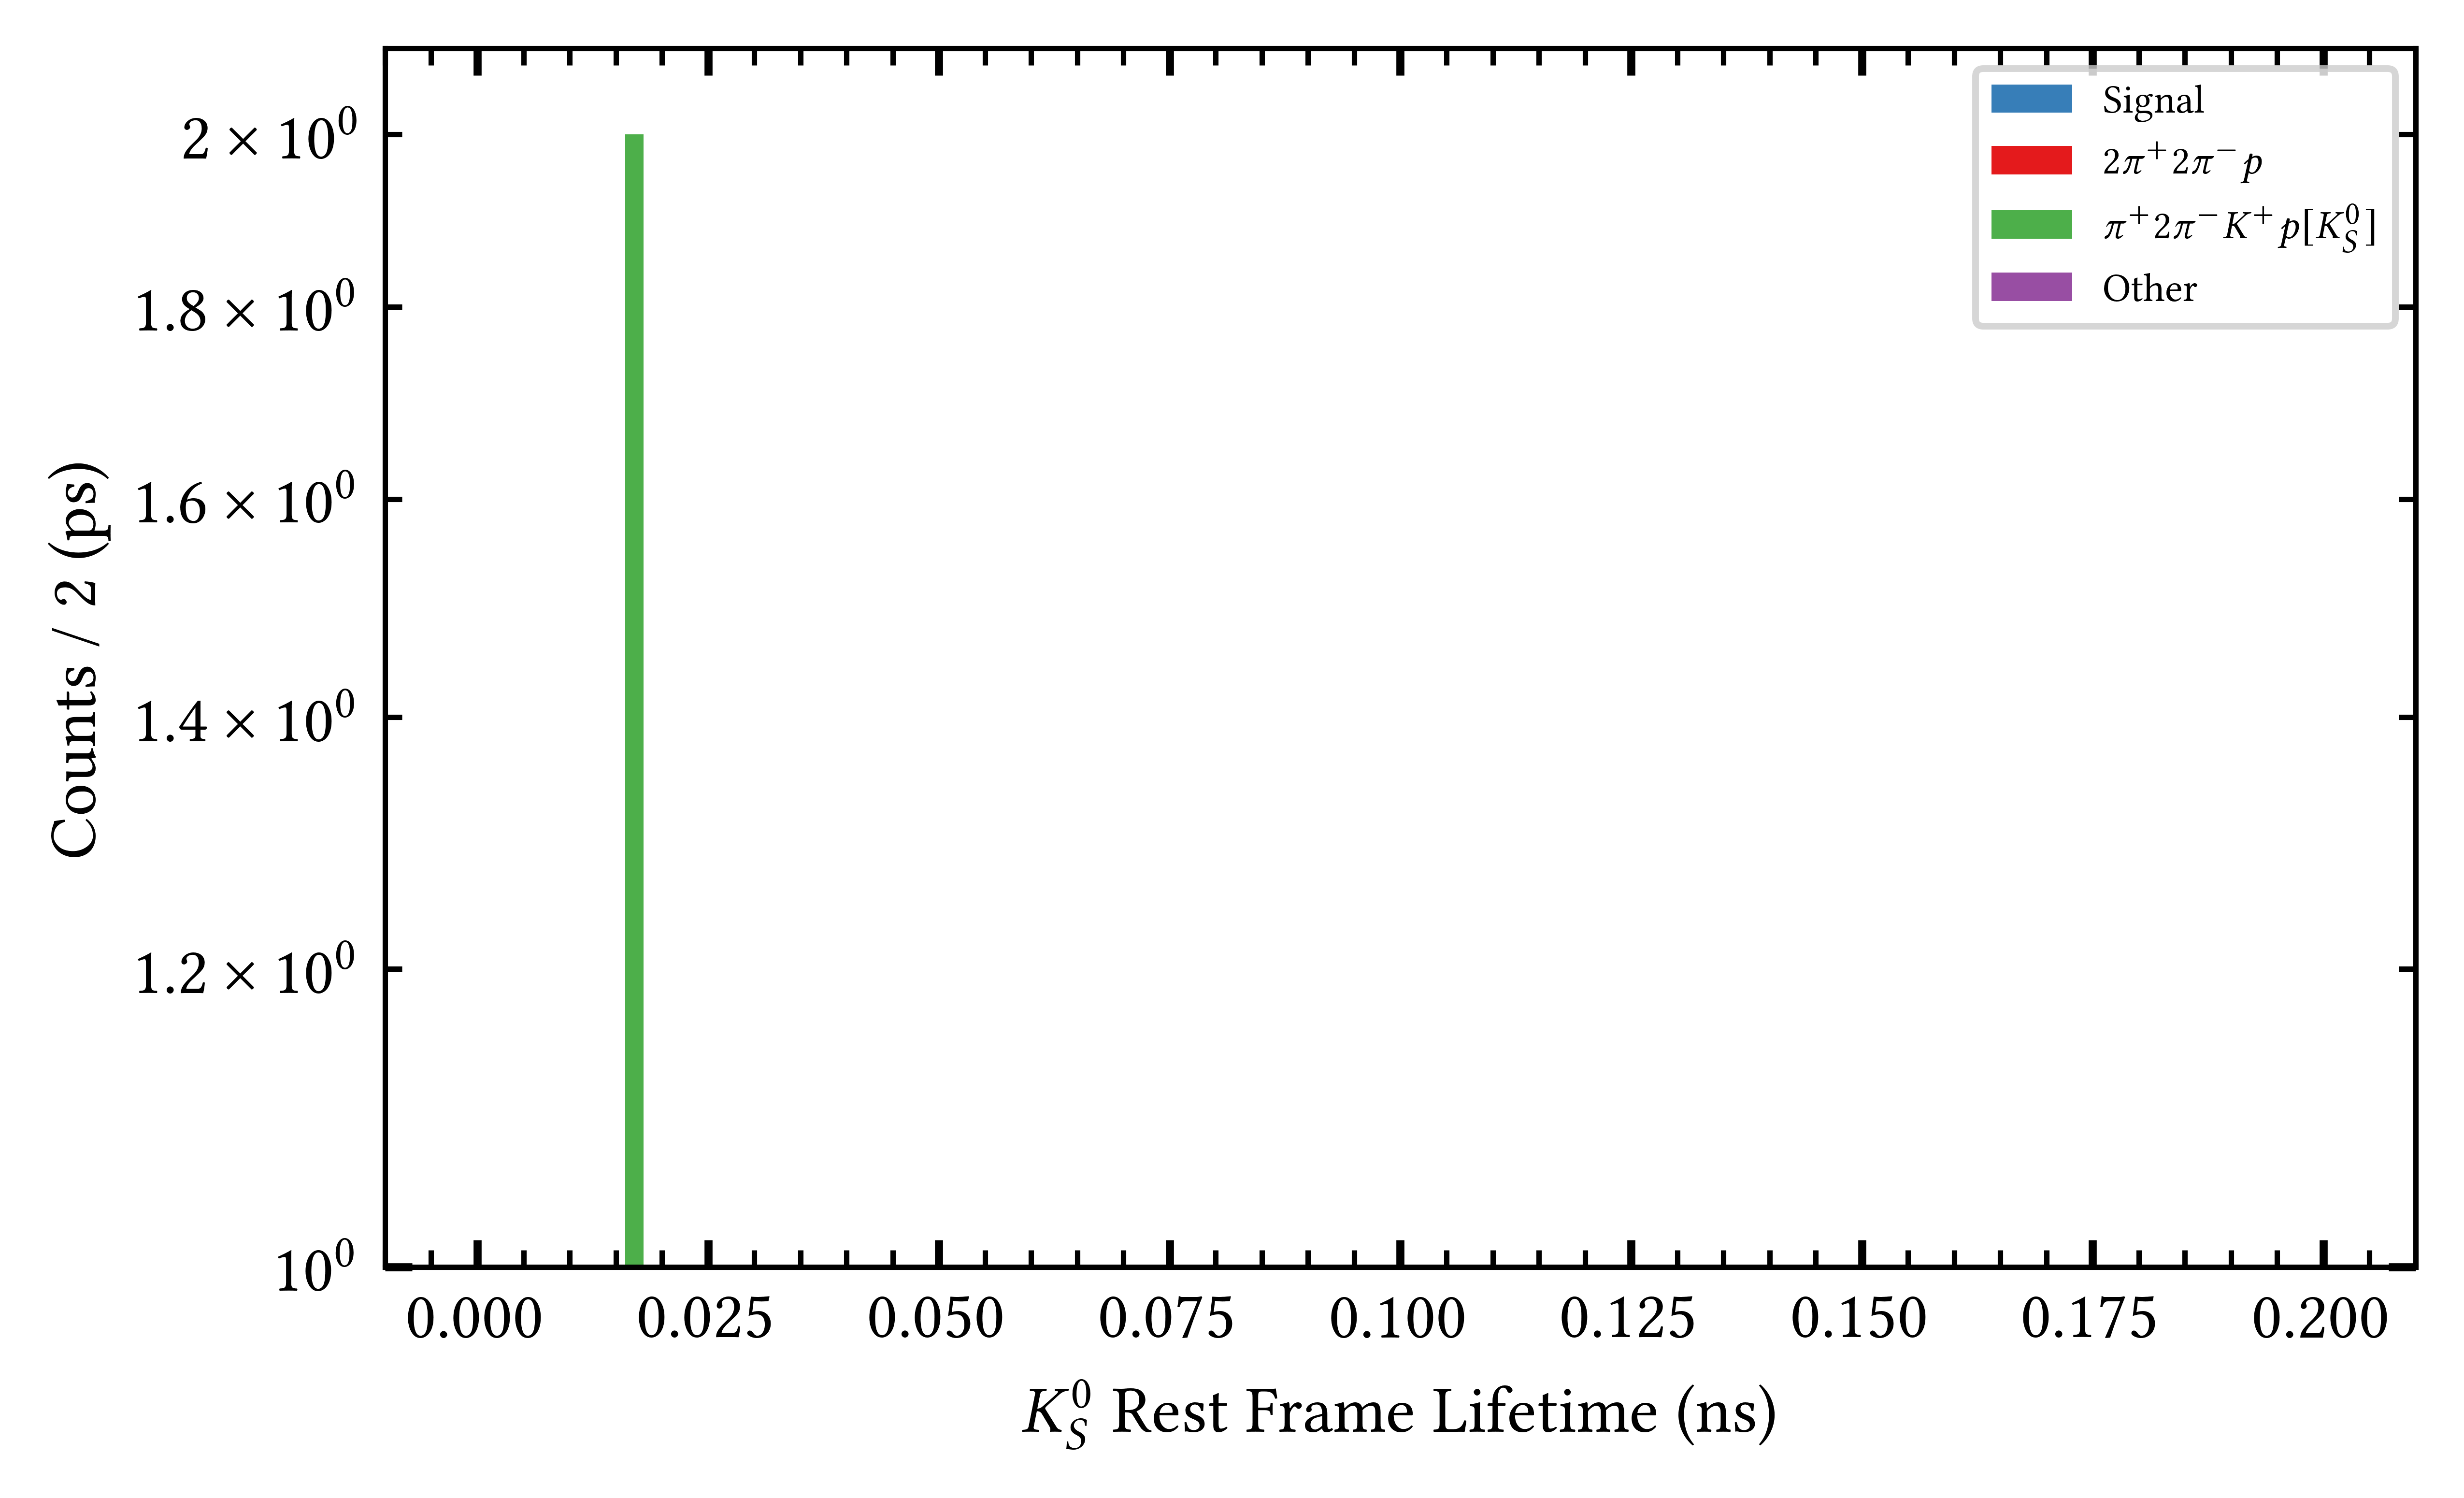 Counts / 2 (ps)
2 × 10⁰
1.8 × 10⁰
1.6 × 10⁰
1.4 × 10⁰
1.2 × 10⁰
10⁰
Signal
2π⁺2π⁻p
π⁺2π⁻K⁺p[K⁰_S]
Other
0.000 0.025 0.050 0.075 0.100 0.125 0.150 0.175 0.200
K⁰_S Rest Frame Lifetime (ns)